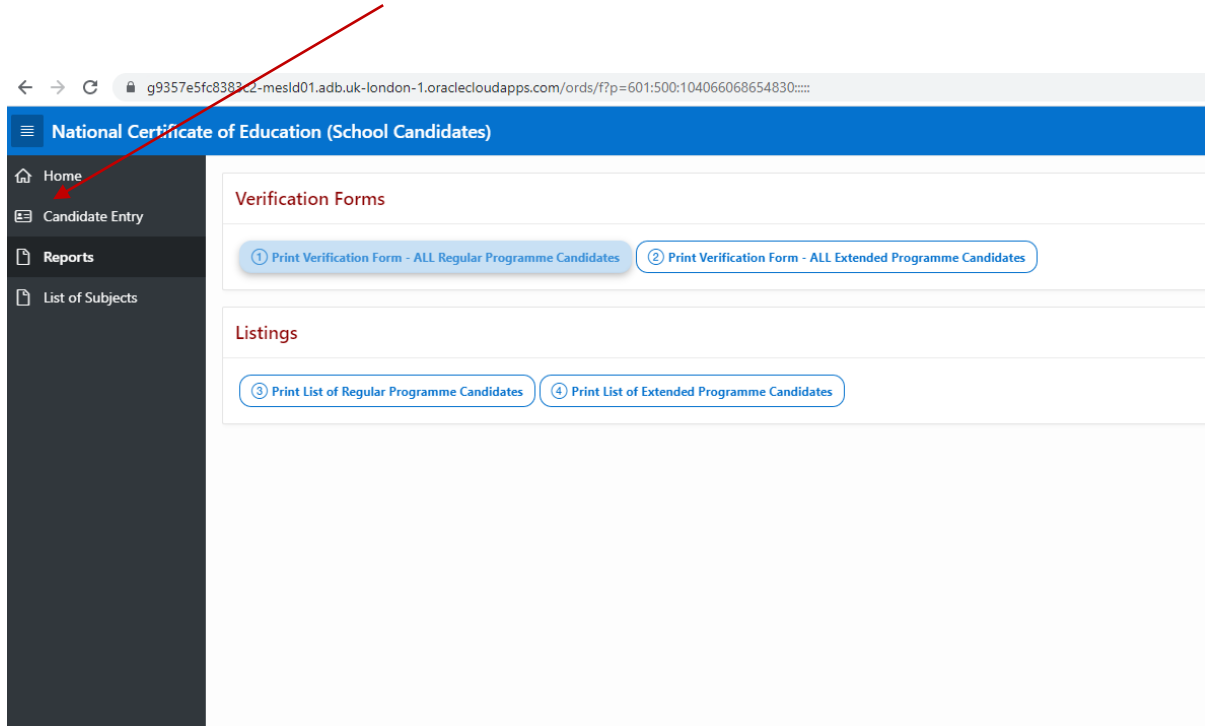 g9357e5fc8383c2-mesld01.adb.uk-london-1.oraclecloudapps.com/ords/f?p=601:500:104066068654830:::::
National Certificate of Education (School Candidates)
Home
Candidate Entry
Reports
List of Subjects
Verification Forms
1 Print Verification Form - ALL Regular Programme Candidates
2 Print Verification Form - ALL Extended Programme Candidates
Listings
3 Print List of Regular Programme Candidates
4 Print List of Extended Programme Candidates